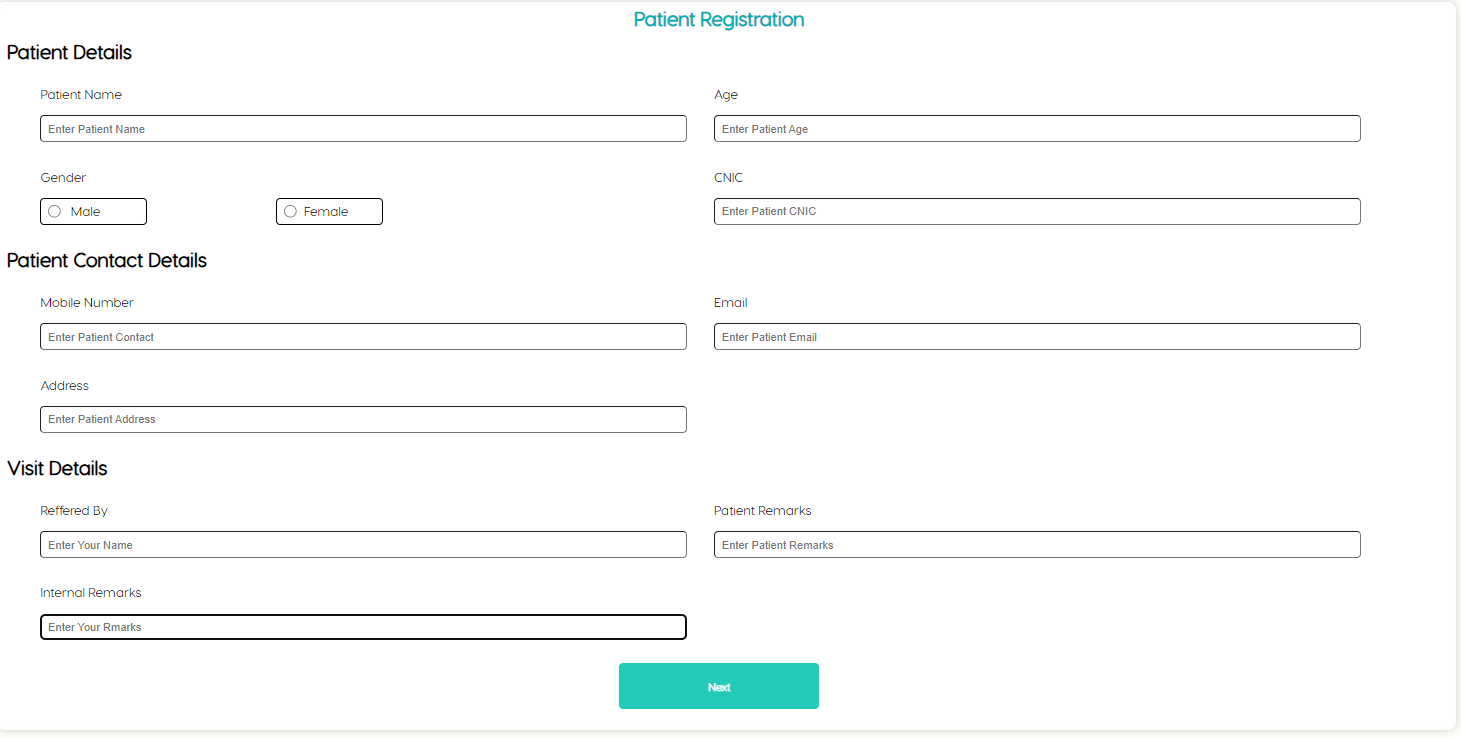 Patient Registration
Patient Details
Patient Name
Age
Enter Patient Name
Enter Patient Age
Gender
CNIC
Male
Female
Enter Patient CNIC
Patient Contact Details
Mobile Number
Email
Enter Patient Contact
Enter Patient Email
Address
Enter Patient Address
Visit Details
Reffered By
Patient Remarks
Enter Your Name
Enter Patient Remarks
Internal Remarks
Enter Your Rmarks
Next